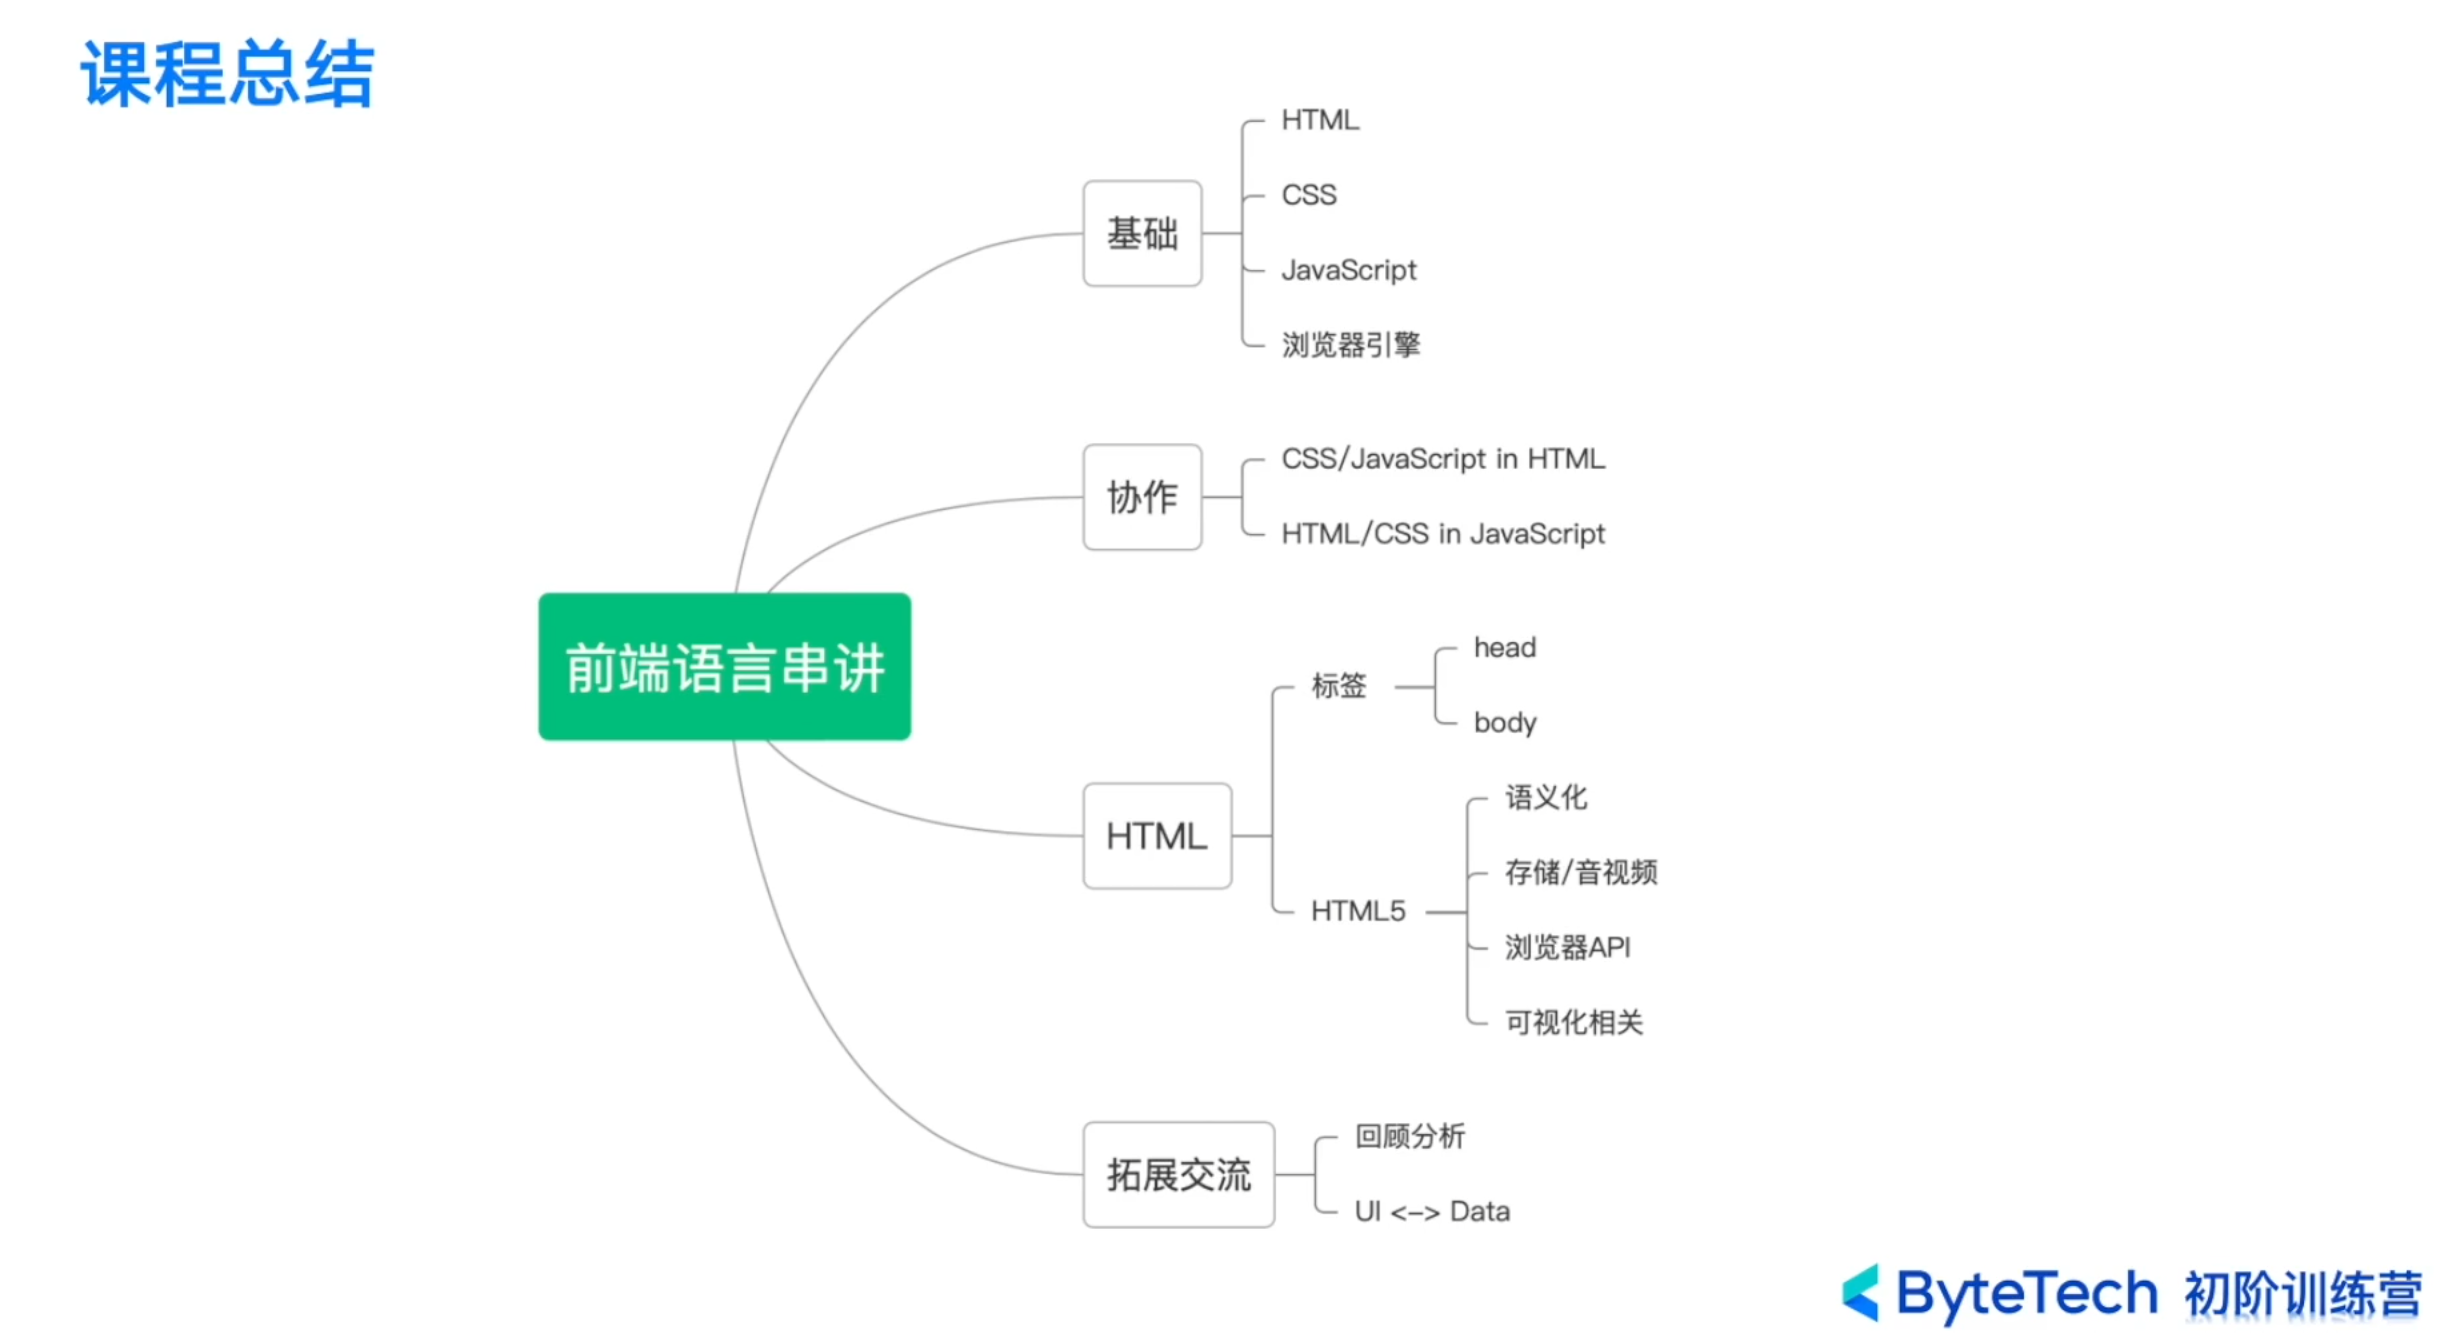 课程总结
前端语言串讲
基础
HTML
CSS
JavaScript
浏览器引擎
协作
CSS/JavaScript in HTML
HTML/CSS in JavaScript
HTML
标签
head
body
HTML5
语义化
存储/音视频
浏览器API
可视化相关
拓展交流
回顾分析
UI <-> Data
ByteTech 初阶训练营